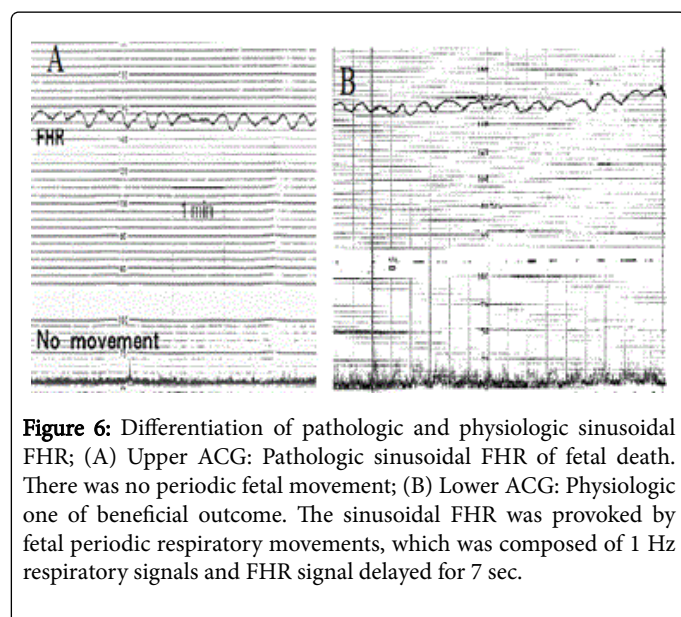 A
B
FHR
1 min
No movement
Figure 6: Differentiation of pathologic and physiologic sinusoidal
FHR; (A) Upper ACG: Pathologic sinusoidal FHR of fetal death.
There was no periodic fetal movement; (B) Lower ACG: Physiologic
one of beneficial outcome. The sinusoidal FHR was provoked by
fetal periodic respiratory movements, which was composed of 1 Hz
respiratory signals and FHR signal delayed for 7 sec.